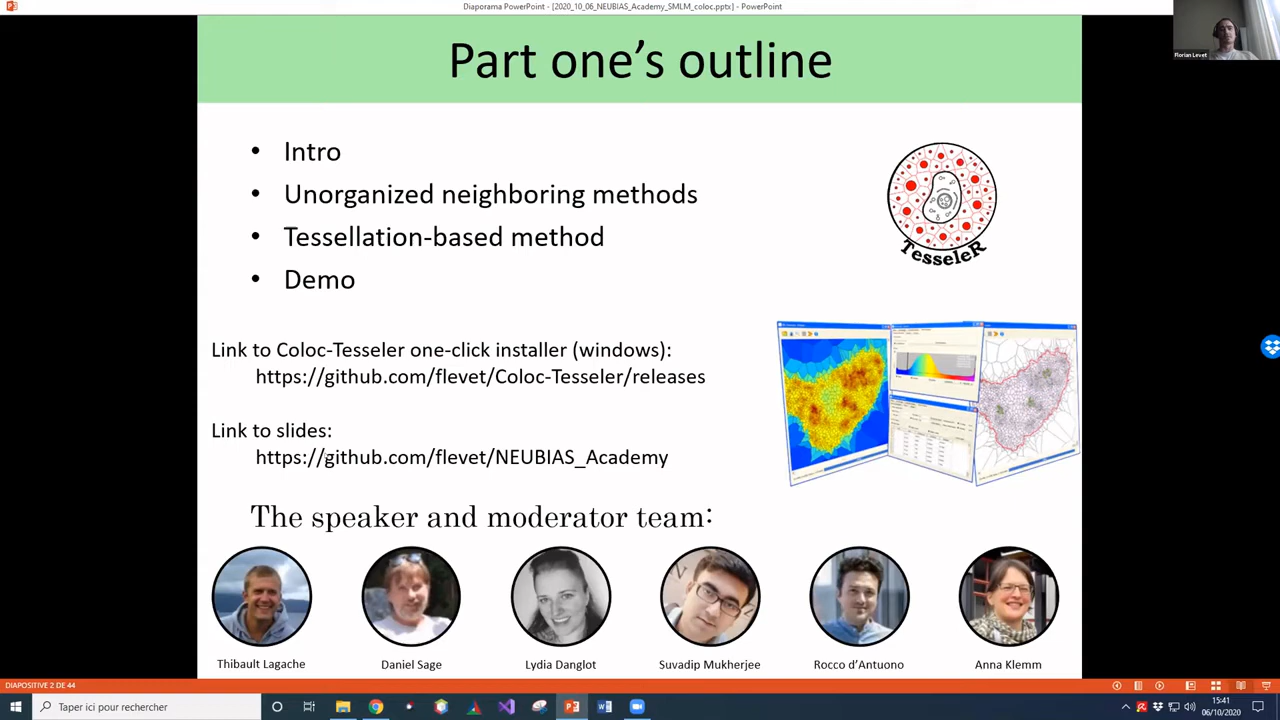 Diaporama PowerPoint - [2020_10_06_NEUBIAS_Academy_SMLM_coloc.pptx] - PowerPoint
Florian Levet
Part one's outline
• Intro
• Unorganized neighboring methods
• Tessellation-based method
• Demo
TesseleR
Link to Coloc-Tesseler one-click installer (windows):
https://github.com/flevet/Coloc-Tesseler/releases
Link to slides:
https://github.com/flevet/NEUBIAS_Academy
The speaker and moderator team:
Thibault Lagache
Daniel Sage
Lydia Danglot
Suvadip Mukherjee
Rocco d'Antuono
Anna Klemm
DIAPOSITIVE 2 DE 44
Taper ici pour rechercher
15:41
06/10/2020